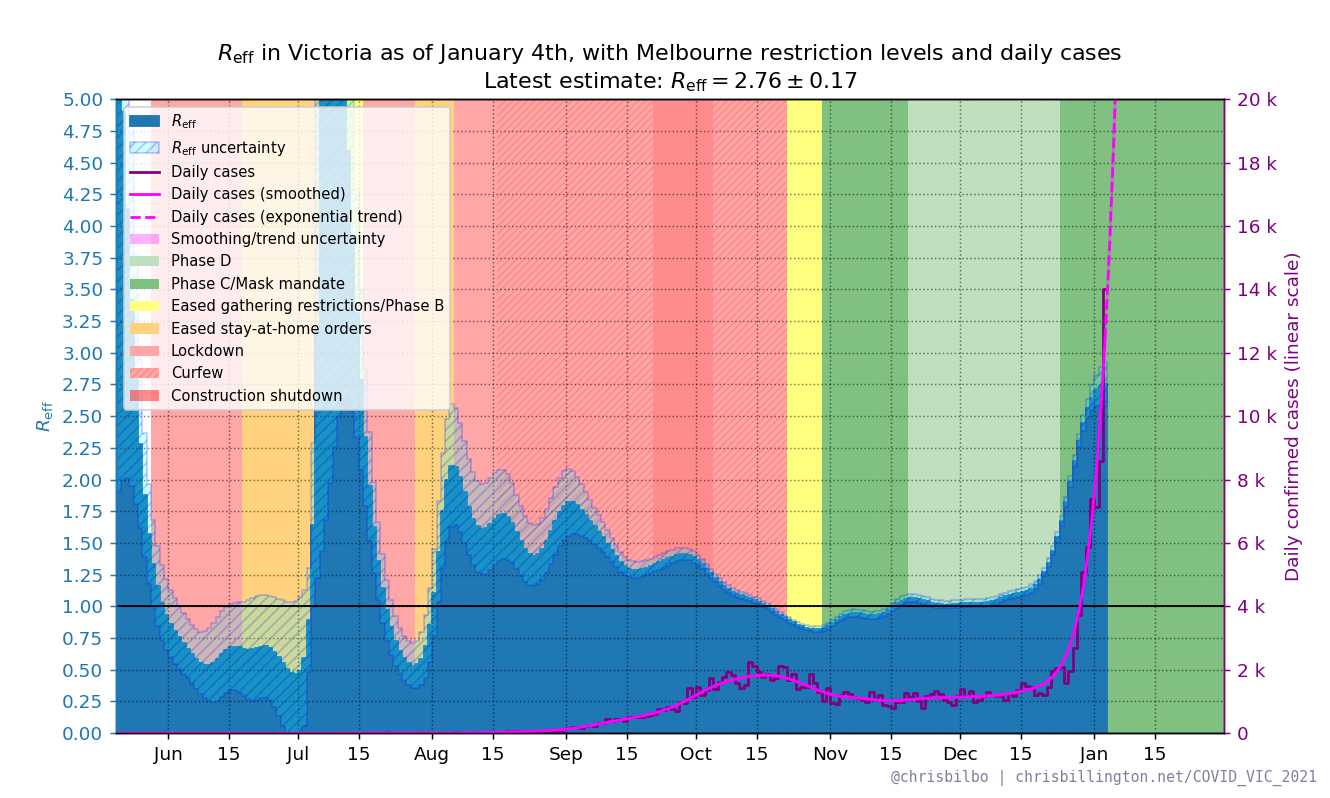 R_eff in Victoria as of January 4th, with Melbourne restriction levels and daily cases
Latest estimate: R_eff = 2.76 ± 0.17
R_eff
5.00
4.75
4.50
4.25
4.00
3.75
3.50
3.25
3.00
2.75
2.50
2.25
2.00
1.75
1.50
1.25
1.00
0.75
0.50
0.25
0.00
R_eff
R_eff uncertainty
Daily cases
Daily cases (smoothed)
Daily cases (exponential trend)
Smoothing/trend uncertainty
Phase D
Phase C/Mask mandate
Eased gathering restrictions/Phase B
Eased stay-at-home orders
Lockdown
Curfew
Construction shutdown
20 k
18 k
16 k
14 k
12 k
10 k
8 k
6 k
4 k
2 k
0
Daily confirmed cases (linear scale)
Jun 15 Jul 15 Aug 15 Sep 15 Oct 15 Nov 15 Dec 15 Jan 15
@chrisbilbo | chrisbillington.net/COVID_VIC_2021